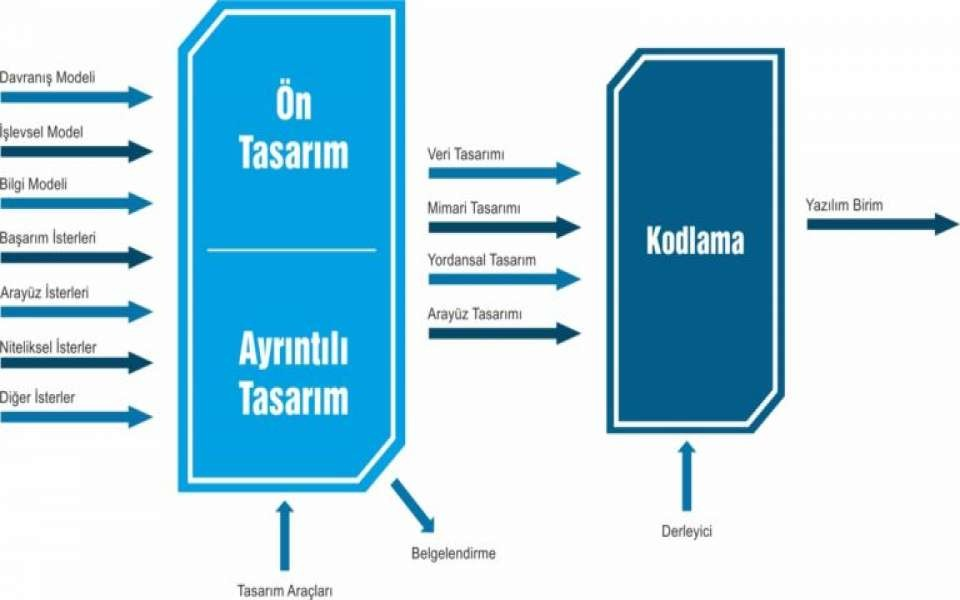 Davranış Modeli
İşlevsel Model
Bilgi Modeli
Başarım İsterleri
Arayüz İsterleri
Niteliksel İsterler
Diğer İsterler
Ön
Tasarım
Ayrıntılı
Tasarım
Tasarım Araçları
Belgelendirme
Veri Tasarımı
Mimari Tasarımı
Yordansal Tasarım
Arayüz Tasarımı
Kodlama
Derleyici
Yazılım Birim